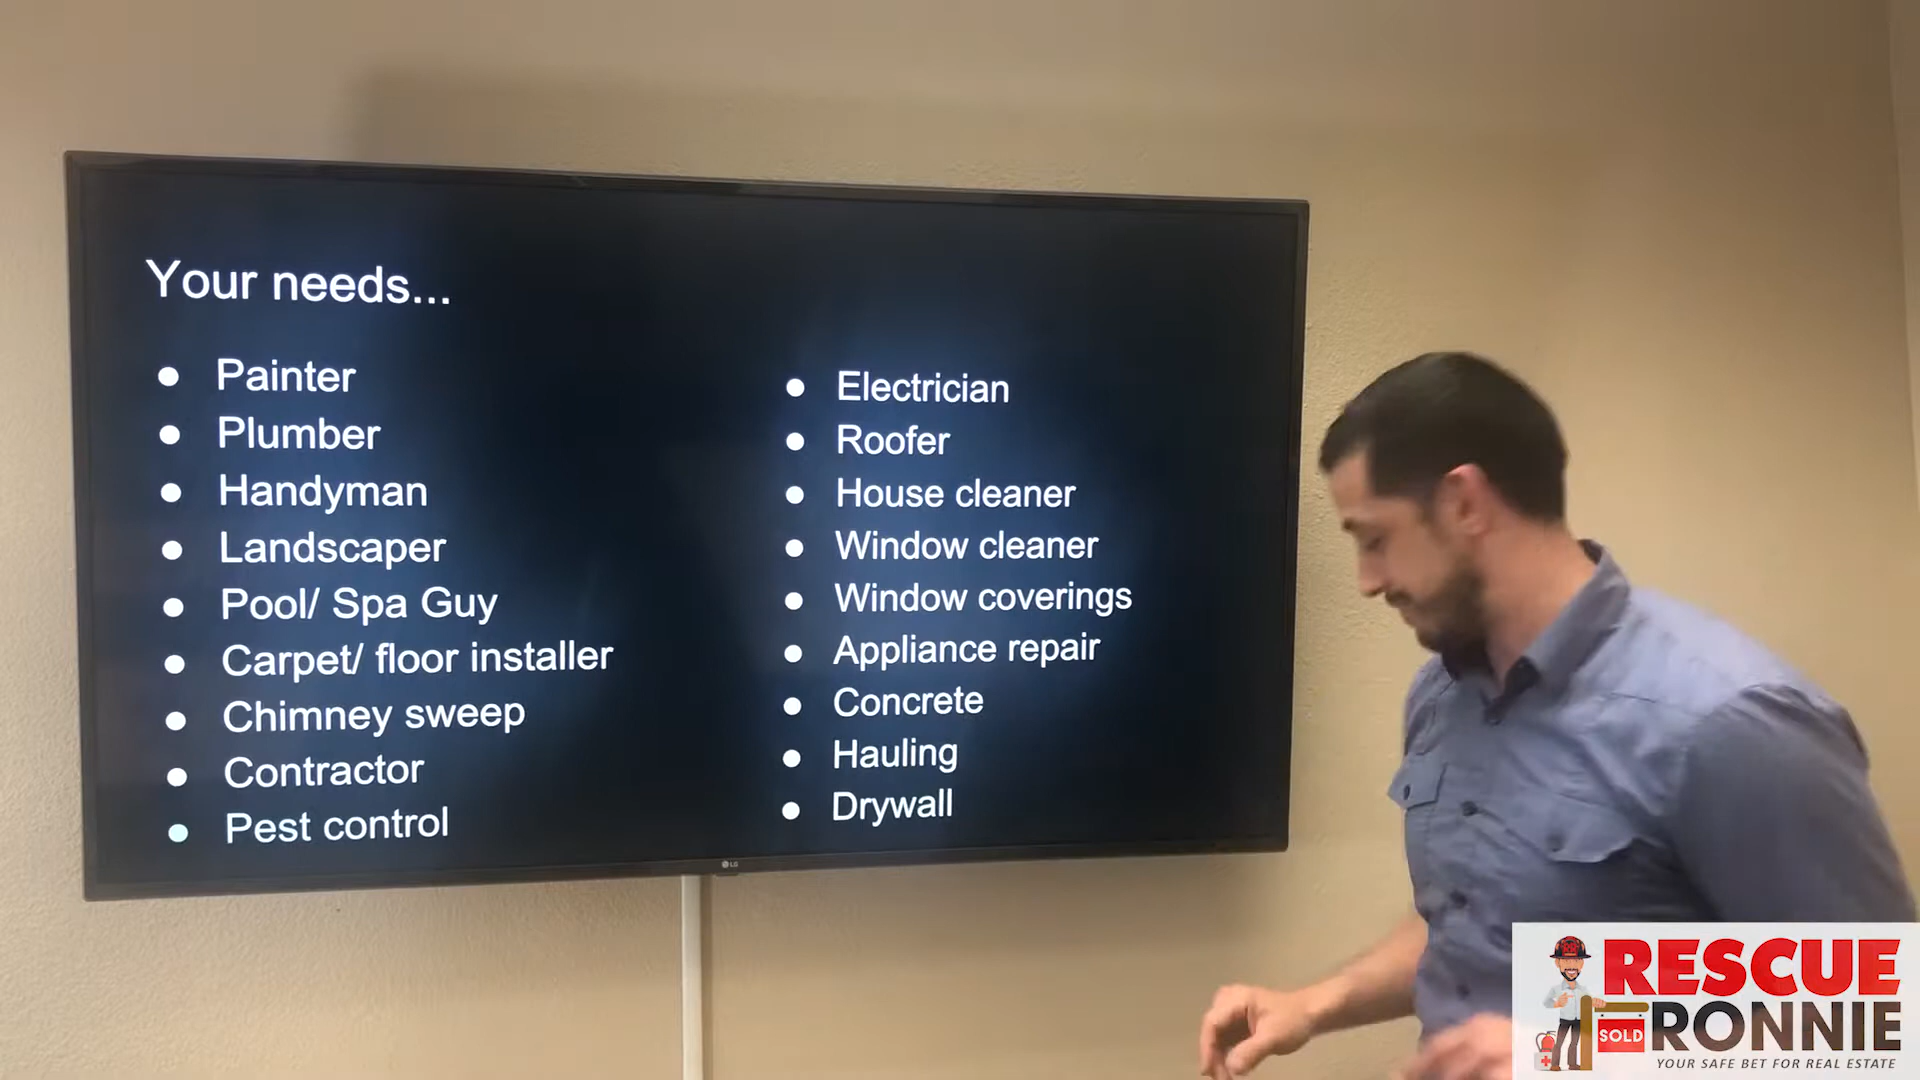 Your needs...
Painter
Plumber
Handyman
Landscaper
Pool/ Spa Guy
Carpet/ floor installer
Chimney sweep
Contractor
Pest control
Electrician
Roofer
House cleaner
Window cleaner
Window coverings
Appliance repair
Concrete
Hauling
Drywall
LG
RESCUE
RONNIE
SOLD
YOUR SAFE BET FOR REAL ESTATE